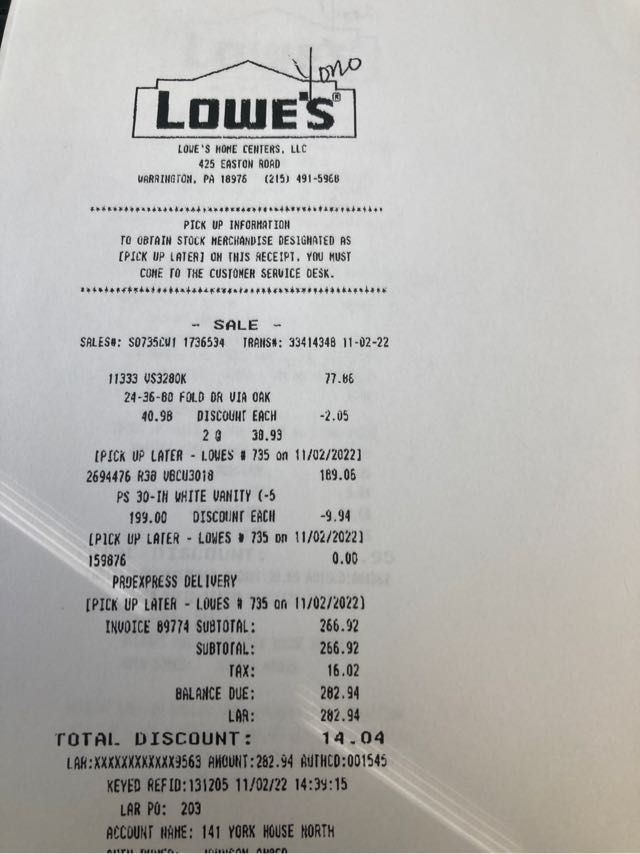 Yono
LOWE'S®
LOWE'S HOME CENTERS, LLC
425 EASTON ROAD
WARRINGTON, PA 18976 (215) 491-5968
PICK UP INFORMATION
TO OBTAIN STOCK MERCHANDISE DESIGNATED AS
[PICK UP LATER] ON THIS RECEIPT, YOU MUST
COME TO THE CUSTOMER SERVICE DESK.
- SALE -
SALES#: S0735CW1 1736534 TRANS#: 33414348 11-02-22
11333 VS3280K 77.86
24-36-80 FOLD DR VIA OAK
40.98 DISCOUNT EACH -2.05
2 @ 38.93
[PICK UP LATER - LOWES # 735 on 11/02/2022]
2694476 R38 VBCU3018 189.06
PS 30-IN WHITE VANITY (-5
199.00 DISCOUNT EACH -9.94
[PICK UP LATER - LOWES # 735 on 11/02/2022]
159876 0.00
PROEXPRESS DELIVERY
[PICK UP LATER - LOWES # 735 on 11/02/2022]
INVOICE 89774 SUBTOTAL: 266.92
SUBTOTAL: 266.92
TAX: 16.02
BALANCE DUE: 282.94
LAR: 282.94
TOTAL DISCOUNT: 14.04
LAR:XXXXXXXXXXXX9563 AMOUNT:282.94 AUTHCD:001545
KEYED REFID:131205 11/02/22 14:39:15
LAR PO: 203
ACCOUNT NAME: 141 YORK HOUSE NORTH